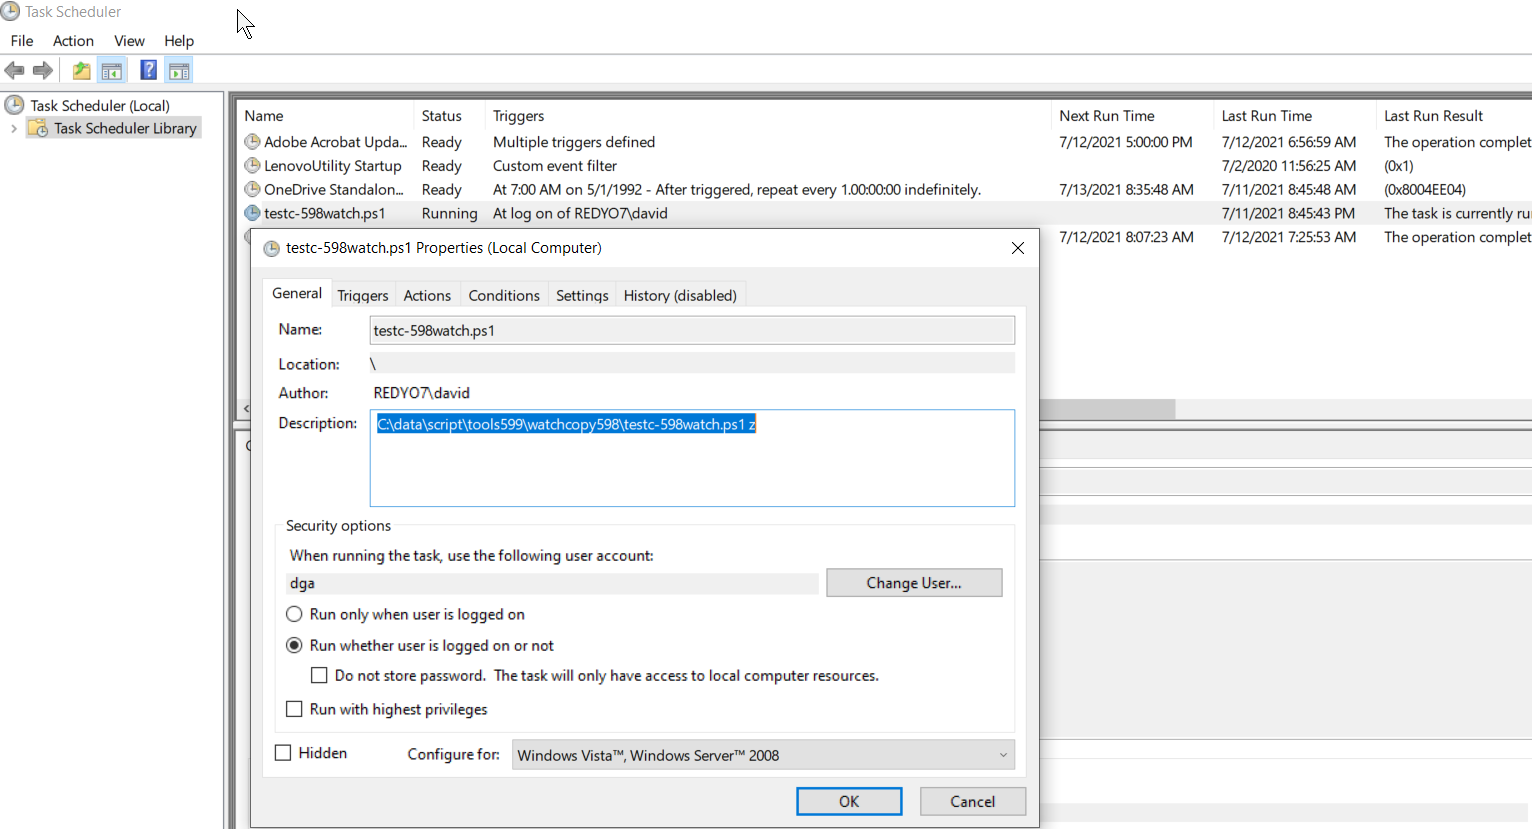 Task Scheduler
File Action View Help
Task Scheduler (Local)
Task Scheduler Library
Name Status Triggers Next Run Time Last Run Time Last Run Result
Adobe Acrobat Upda... Ready Multiple triggers defined 7/12/2021 5:00:00 PM 7/12/2021 6:56:59 AM The operation complet
LenovoUtility Startup Ready Custom event filter 7/2/2020 11:56:25 AM (0x1)
OneDrive Standalon... Ready At 7:00 AM on 5/1/1992 - After triggered, repeat every 1.00:00:00 indefinitely. 7/13/2021 8:35:48 AM 7/11/2021 8:45:48 AM (0x8004EE04)
testc-598watch.ps1 Running At log on of REDYO7\david 7/11/2021 8:45:43 PM The task is currently ru
7/12/2021 8:07:23 AM 7/12/2021 7:25:53 AM The operation complet
testc-598watch.ps1 Properties (Local Computer)
General Triggers Actions Conditions Settings History (disabled)
Name: testc-598watch.ps1
Location: \
Author: REDYO7\david
Description: C:\data\script\tools599\watchcopy598\testc-598watch.ps1 z
Security options
When running the task, use the following user account:
dga Change User...
Run only when user is logged on
Run whether user is logged on or not
Do not store password. The task will only have access to local computer resources.
Run with highest privileges
Hidden Configure for: Windows Vista™, Windows Server™ 2008
OK Cancel